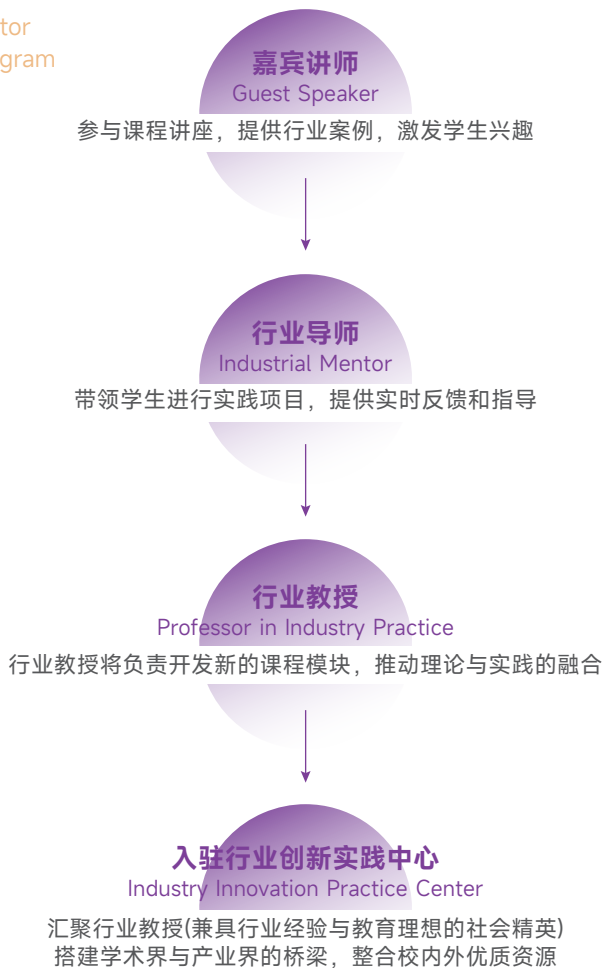 tor
gram
嘉宾讲师
Guest Speaker
参与课程讲座，提供行业案例，激发学生兴趣
行业导师
Industrial Mentor
带领学生进行实践项目，提供实时反馈和指导
行业教授
Professor in Industry Practice
行业教授将负责开发新的课程模块，推动理论与实践的融合
入驻行业创新实践中心
Industry Innovation Practice Center
汇聚行业教授(兼具行业经验与教育理想的社会精英)
搭建学术界与产业界的桥梁，整合校内外优质资源